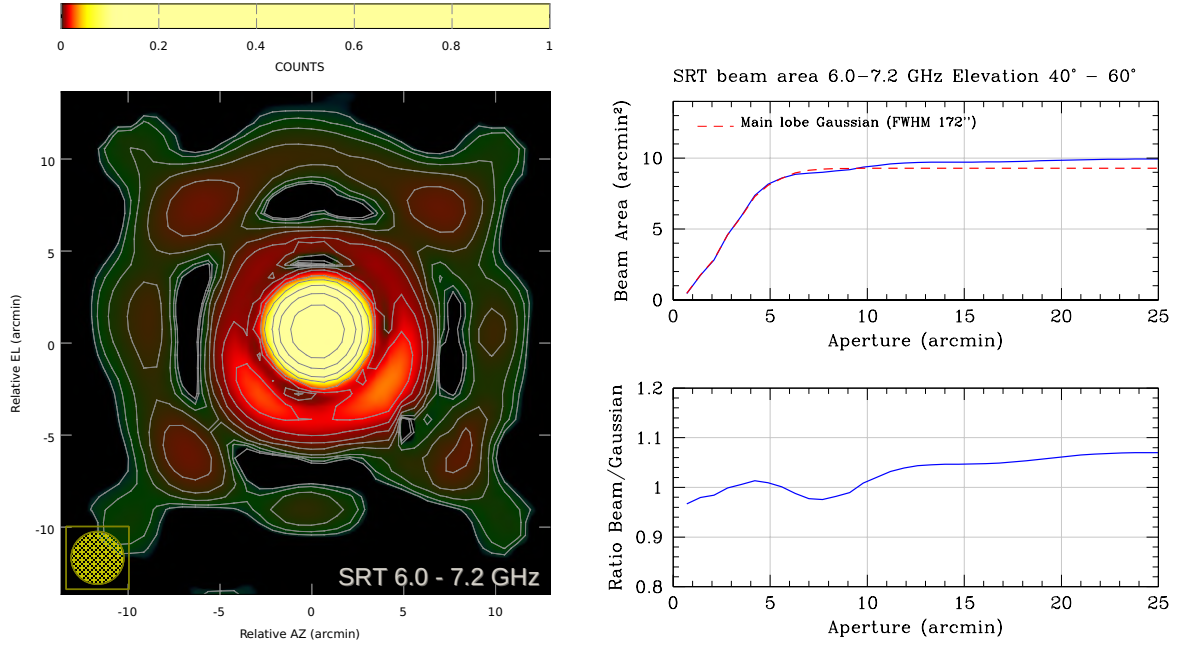 0 0.2 0.4 0.6 0.8 1
COUNTS
10
5
0
-5
-10
Relative EL (arcmin)
SRT 6.0 - 7.2 GHz
-10 -5 0 5 10
Relative AZ (arcmin)
SRT beam area 6.0−7.2 GHz Elevation 40° − 60°
Main lobe Gaussian (FWHM 172")
10
5
0
Beam Area (arcmin²)
0 5 10 15 20 25
Aperture (arcmin)
1.2
1.1
1
0.9
0.8
Ratio Beam/Gaussian
0 5 10 15 20 25
Aperture (arcmin)